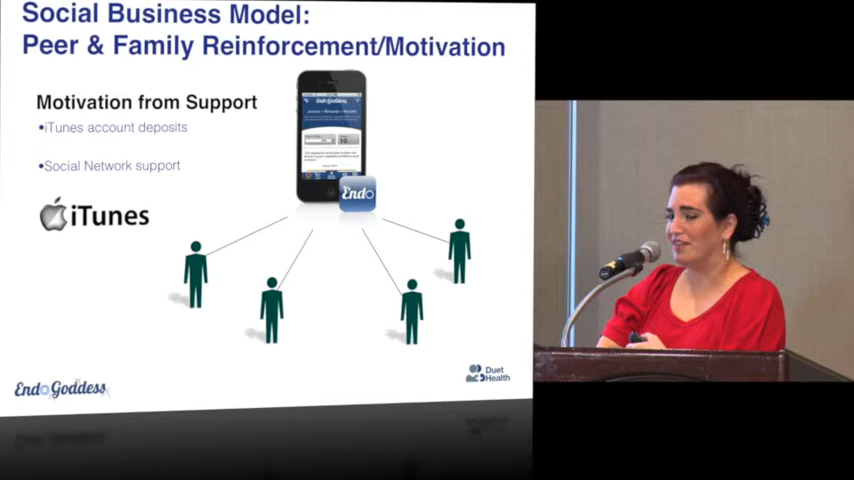 Social Business Model:
Peer & Family Reinforcement/Motivation
Motivation from Support
•iTunes account deposits
•Social Network support
iTunes
EndoGoddess
Endo
EndoGoddess
Duet
Health